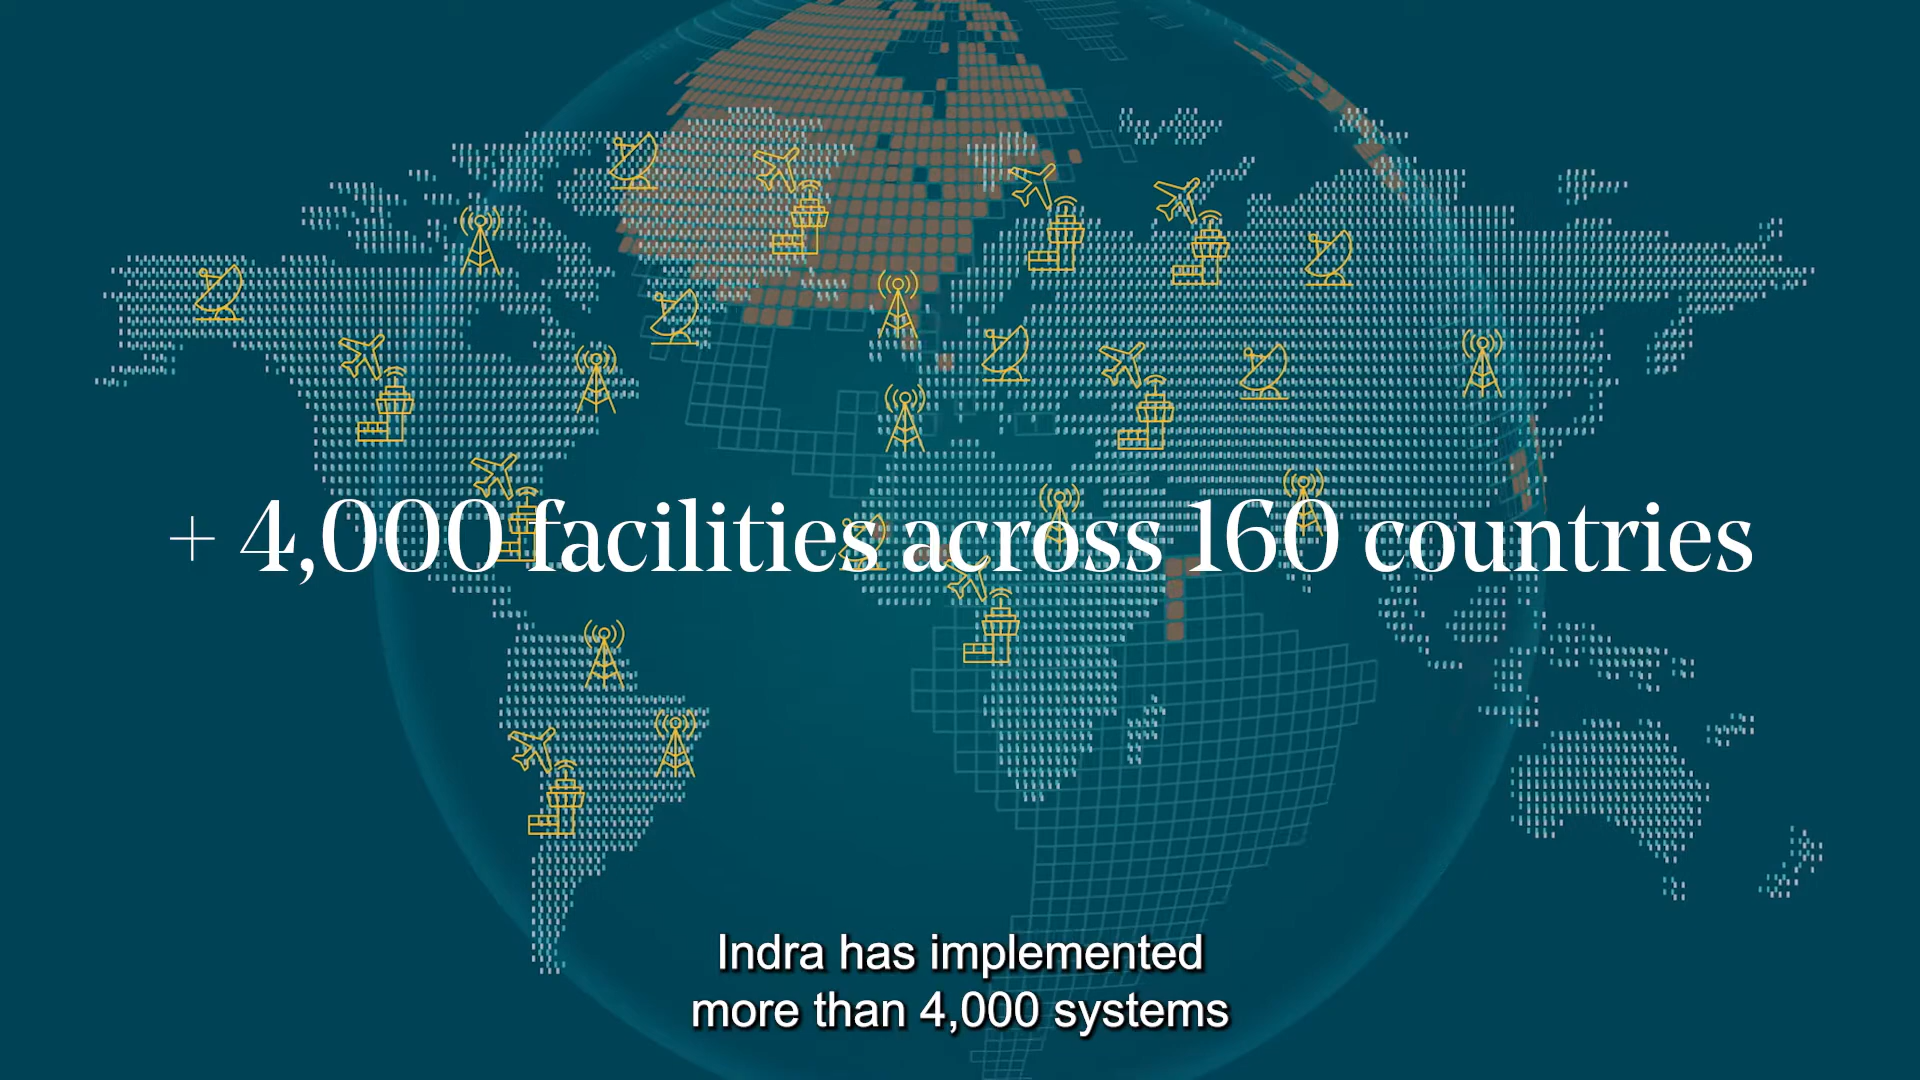 + 4,000 facilities across 160 countries
Indra has implemented
more than 4,000 systems